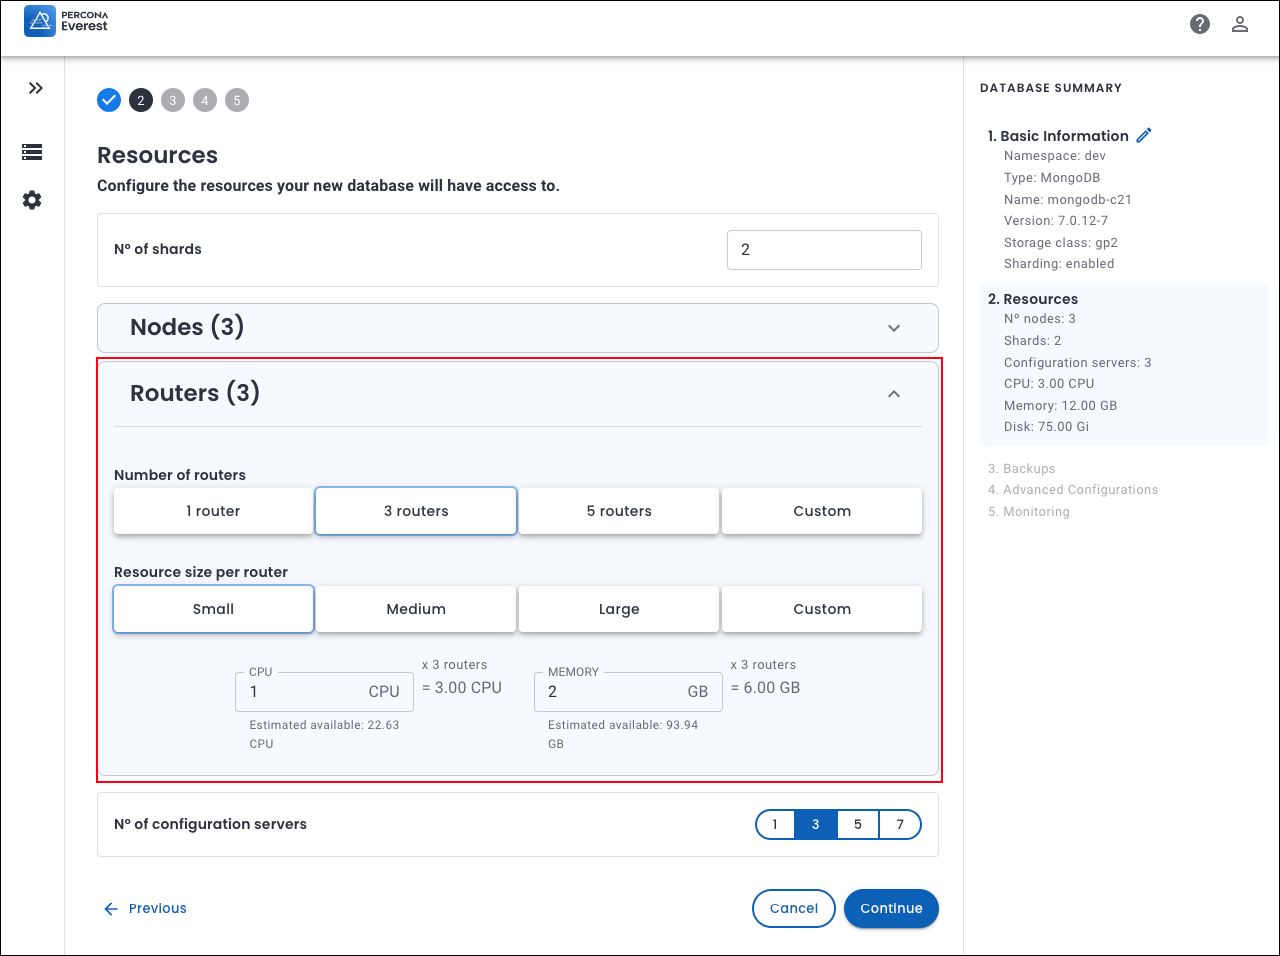 PERCONA
Everest
2 3 4 5
Resources
Configure the resources your new database will have access to.
Nº of shards
2
Nodes (3)
Routers (3)
Number of routers
1 router
3 routers
5 routers
Custom
Resource size per router
Small
Medium
Large
Custom
CPU
1 CPU
x 3 routers
= 3.00 CPU
Estimated available: 22.63
CPU
MEMORY
2 GB
x 3 routers
= 6.00 GB
Estimated available: 93.94
GB
Nº of configuration servers
1 3 5 7
Previous
Cancel
Continue
DATABASE SUMMARY
1. Basic Information
Namespace: dev
Type: MongoDB
Name: mongodb-c21
Version: 7.0.12-7
Storage class: gp2
Sharding: enabled
2. Resources
Nº nodes: 3
Shards: 2
Configuration servers: 3
CPU: 3.00 CPU
Memory: 12.00 GB
Disk: 75.00 Gi
3. Backups
4. Advanced Configurations
5. Monitoring